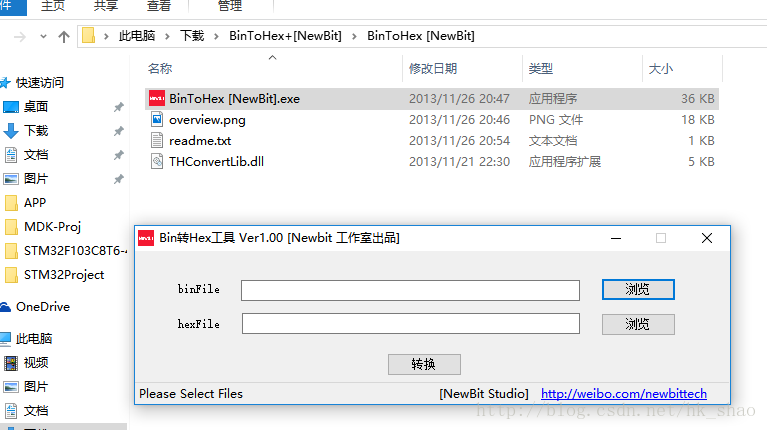 件 主页 共享 查看 管理
此电脑 下载 BinToHex+[NewBit] BinToHex [NewBit]
名称 修改日期 类型 大小
快速访问
桌面
下载
文档
图片
APP
MDK-Proj
STM32F103C8T6-
STM32Project
OneDrive
此电脑
视频
图片
文档
BinToHex [NewBit].exe 2013/11/26 20:47 应用程序 36 KB
overview.png 2013/11/26 20:46 PNG 文件 18 KB
readme.txt 2013/11/26 20:54 文本文档 1 KB
THConvertLib.dll 2013/11/21 22:30 应用程序扩展 5 KB
Bin转Hex工具 Ver1.00 [Newbit 工作室出品]
binFile 浏览
hexFile 浏览
转换
Please Select Files [NewBit Studio] http://weibo.com/newbittech
http://blog.csdn.net/hk_shao